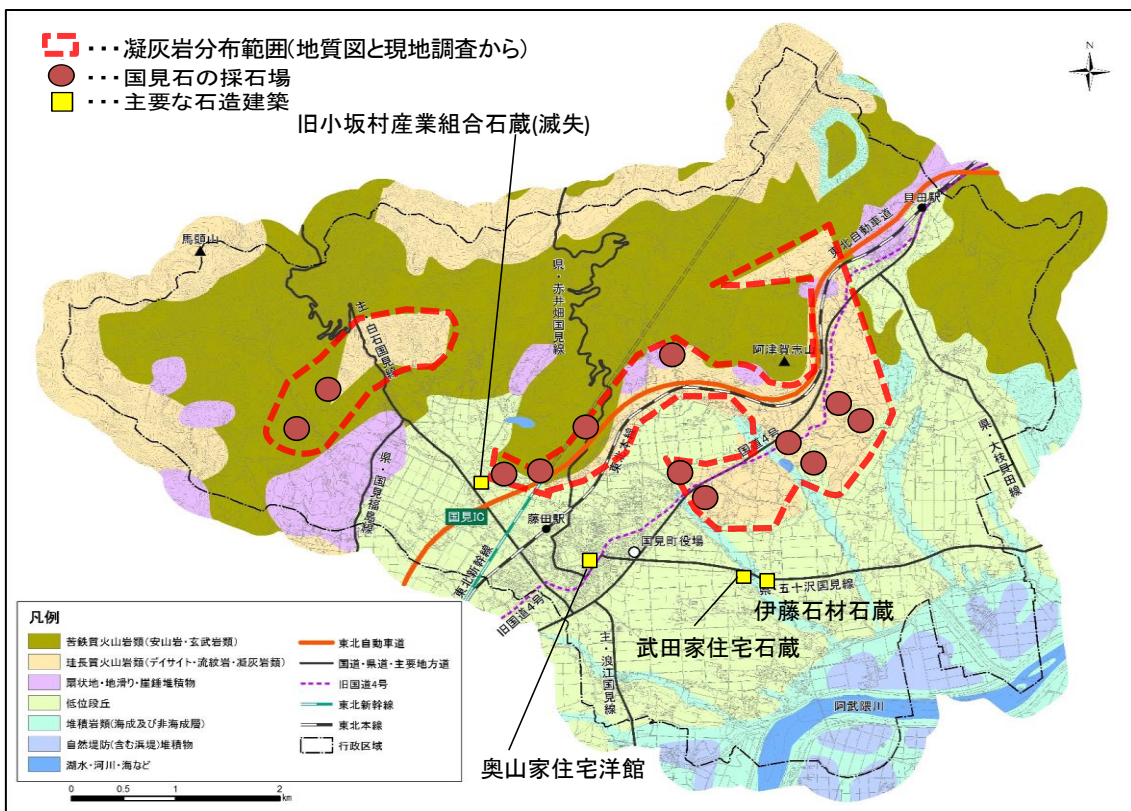 ・・・凝灰岩分布範囲(地質図と現地調査から)
・・・国見石の採石場
・・・主要な石造建築
旧小坂村産業組合石蔵(滅失)
N
貝田駅
東北自動車道
馬頭山
県・赤井畑国見線
主・白石国見線
阿津賀志山
国道4号
東北本線
県・大枝貝田線
県・国見福島線
国見IC
藤田駅
国見町役場
東北新幹線
県・五十沢国見線
伊藤石材石蔵
武田家住宅石蔵
旧国道4号
主・浪江国見線
阿武隈川
奥山家住宅洋館
凡例
苦鉄質火山岩類(安山岩・玄武岩類)
珪長質火山岩類(デイサイト・流紋岩・凝灰岩類)
扇状地・地滑り・崖錐堆積物
低位段丘
堆積岩類(海成及び非海成層)
自然堤防(含む浜堤)堆積物
湖水・河川・海など
東北自動車道
国道・県道・主要地方道
旧国道4号
東北新幹線
東北本線
行政区域
0 0.5 1 2
km